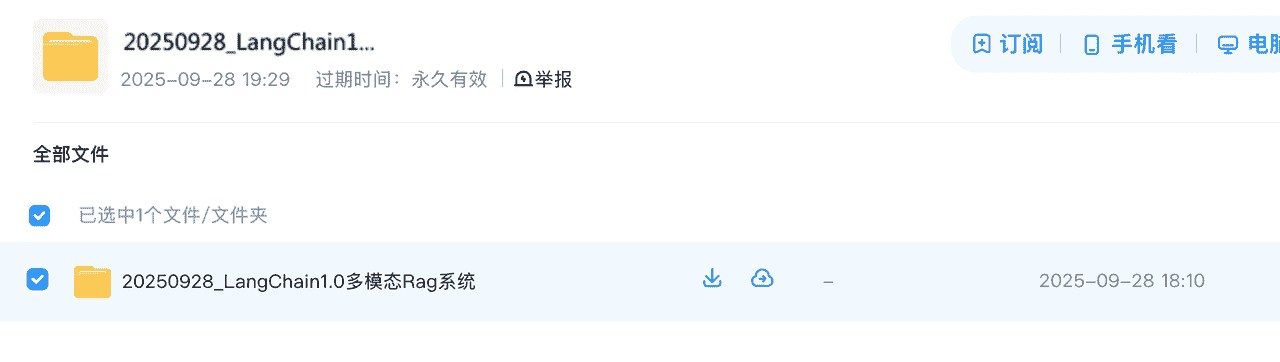 20250928_LangChain1...
订阅 手机看
2025-09-28 19:29 过期时间：永久有效 举报
全部文件
已选中1个文件/文件夹
20250928_LangChain1.0多模态Rag系统 - 2025-09-28 18:10